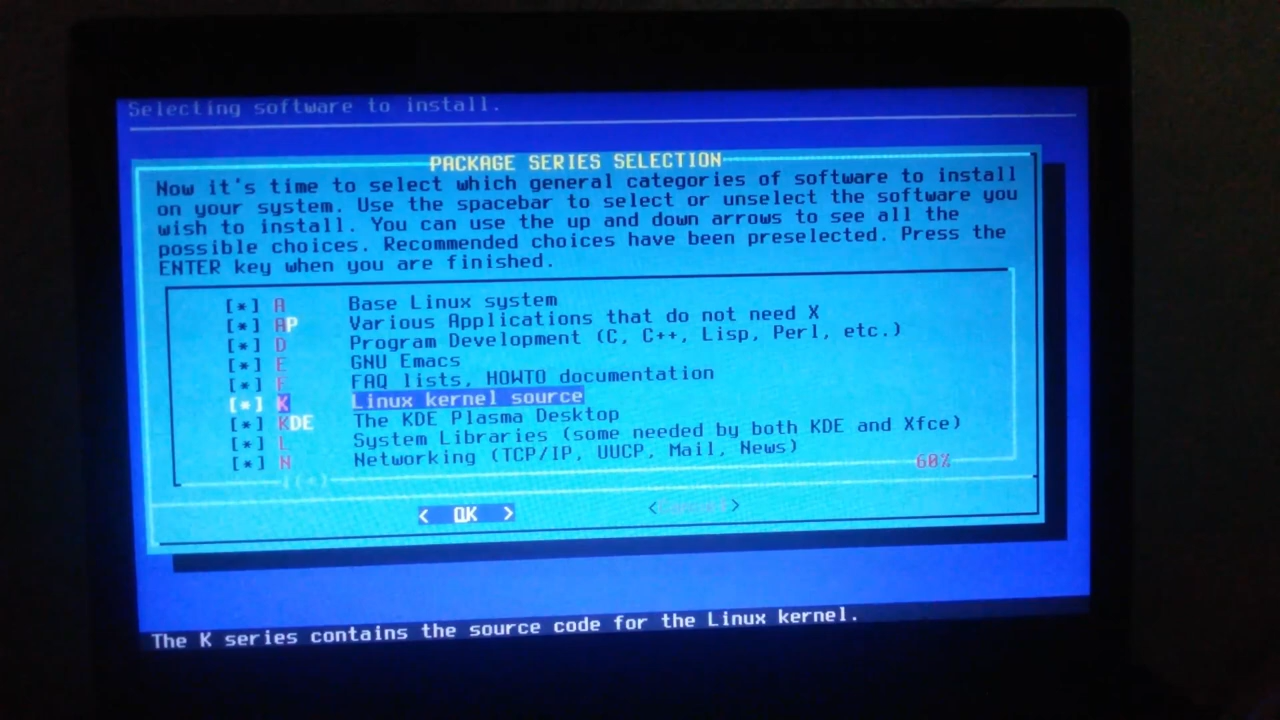 Selecting software to install.
PACKAGE SERIES SELECTION
Now it's time to select which general categories of software to install
on your system. Use the spacebar to select or unselect the software you
wish to install. You can use the up and down arrows to see all the
possible choices. Recommended choices have been preselected. Press the
ENTER key when you are finished.
[*] A Base Linux system
[*] AP Various Applications that do not need X
[*] D Program Development (C, C++, Lisp, Perl, etc.)
[*] E GNU Emacs
[*] F FAQ lists, HOWTO documentation
[*] K Linux kernel source
[*] KDE The KDE Plasma Desktop
[*] L System Libraries (some needed by both KDE and Xfce)
[*] N Networking (TCP/IP, UUCP, Mail, News)
60%
< OK > <Cancel>
The K series contains the source code for the Linux kernel.